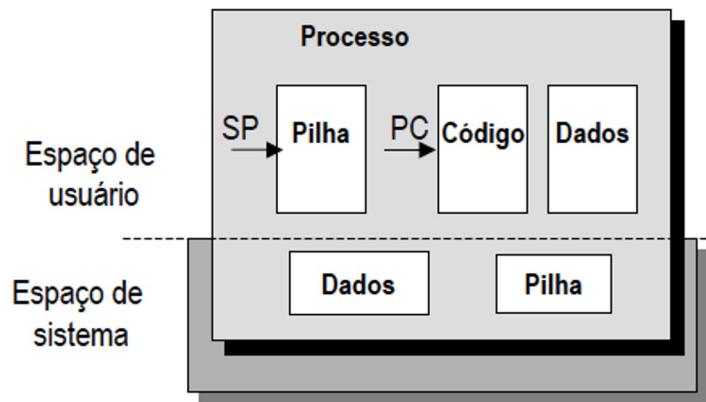 Processo
SP
Pilha
PC
Código
Dados
Espaço de
usuário
Espaço de
sistema
Dados
Pilha